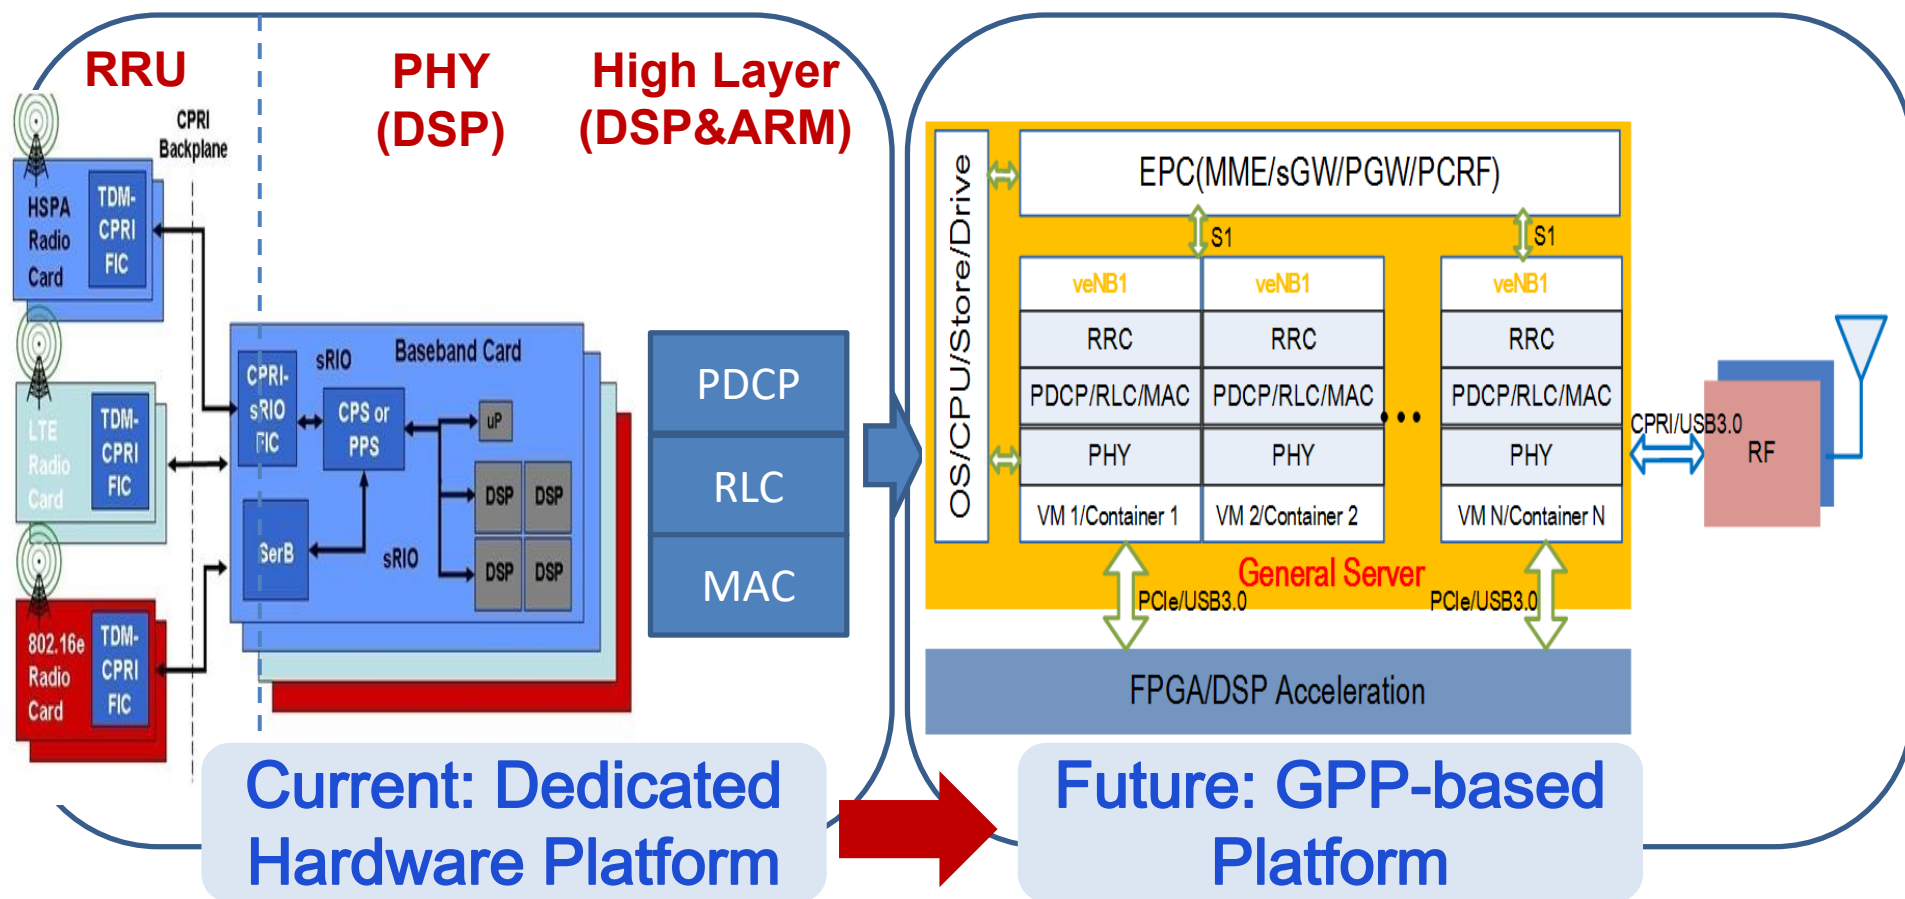 RRU
PHY
(DSP)
High Layer
(DSP&ARM)
CPRI
Backplane
HSPA
Radio
Card
TDM-
CPRI
FIC
LTE
Radio
Card
TDM-
CPRI
FIC
802.16e
Radio
Card
TDM-
CPRI
FIC
Baseband Card
sRIO
CPRI-
sRIO
FIC
CPS or
PPS
uP
DSP
DSP
DSP
DSP
SerB
sRIO
PDCP
RLC
MAC
Current: Dedicated
Hardware Platform
OS/CPU/Store/Drive
EPC(MME/sGW/PGW/PCRF)
S1
S1
veNB1
RRC
PDCP/RLC/MAC
PHY
VM 1/Container 1
veNB1
RRC
PDCP/RLC/MAC
PHY
VM 2/Container 2
...
veNB1
RRC
PDCP/RLC/MAC
PHY
VM N/Container N
General Server
PCIe/USB3.0
PCIe/USB3.0
CPRI/USB3.0
RF
FPGA/DSP Acceleration
Future: GPP-based
Platform